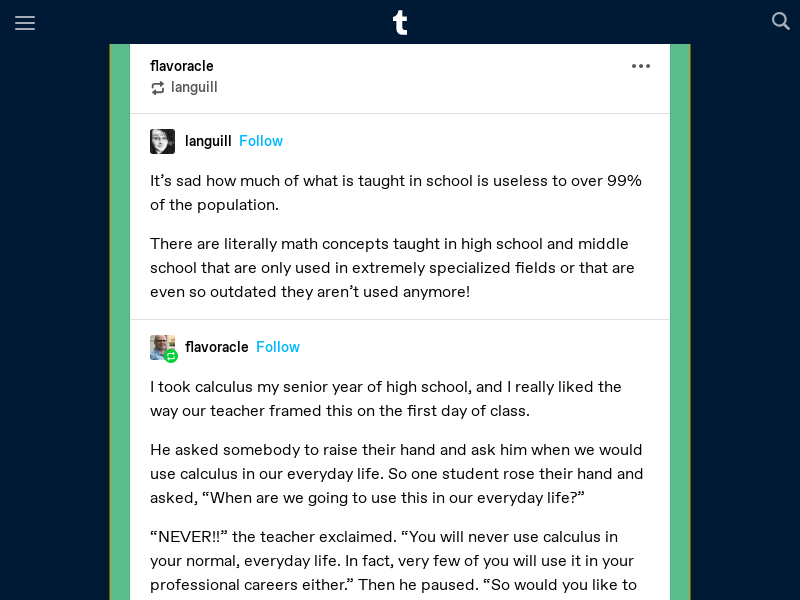 t
flavoracle
languill
languill Follow
It’s sad how much of what is taught in school is useless to over 99%
of the population.
There are literally math concepts taught in high school and middle
school that are only used in extremely specialized fields or that are
even so outdated they aren’t used anymore!
flavoracle Follow
I took calculus my senior year of high school, and I really liked the
way our teacher framed this on the first day of class.
He asked somebody to raise their hand and ask him when we would
use calculus in our everyday life. So one student rose their hand and
asked, “When are we going to use this in our everyday life?”
“NEVER!!” the teacher exclaimed. “You will never use calculus in
your normal, everyday life. In fact, very few of you will use it in your
professional careers either.” Then he paused. “So would you like to